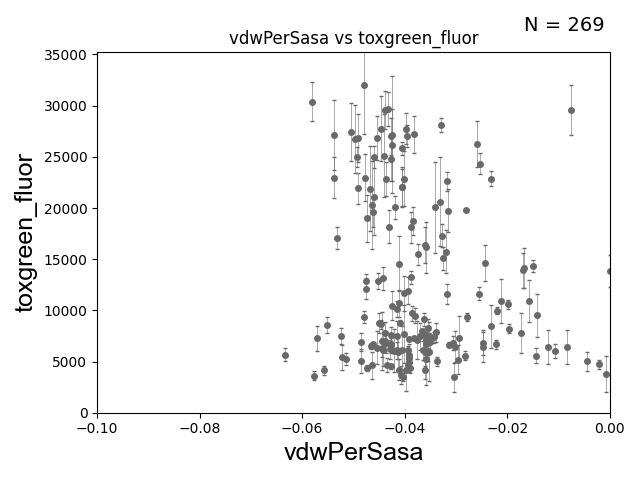 N = 269
vdwPerSasa vs toxgreen_fluor
35000
30000
25000
20000
15000
10000
5000
0
toxgreen_fluor
−0.10 −0.08 −0.06 −0.04 −0.02 0.00
vdwPerSasa